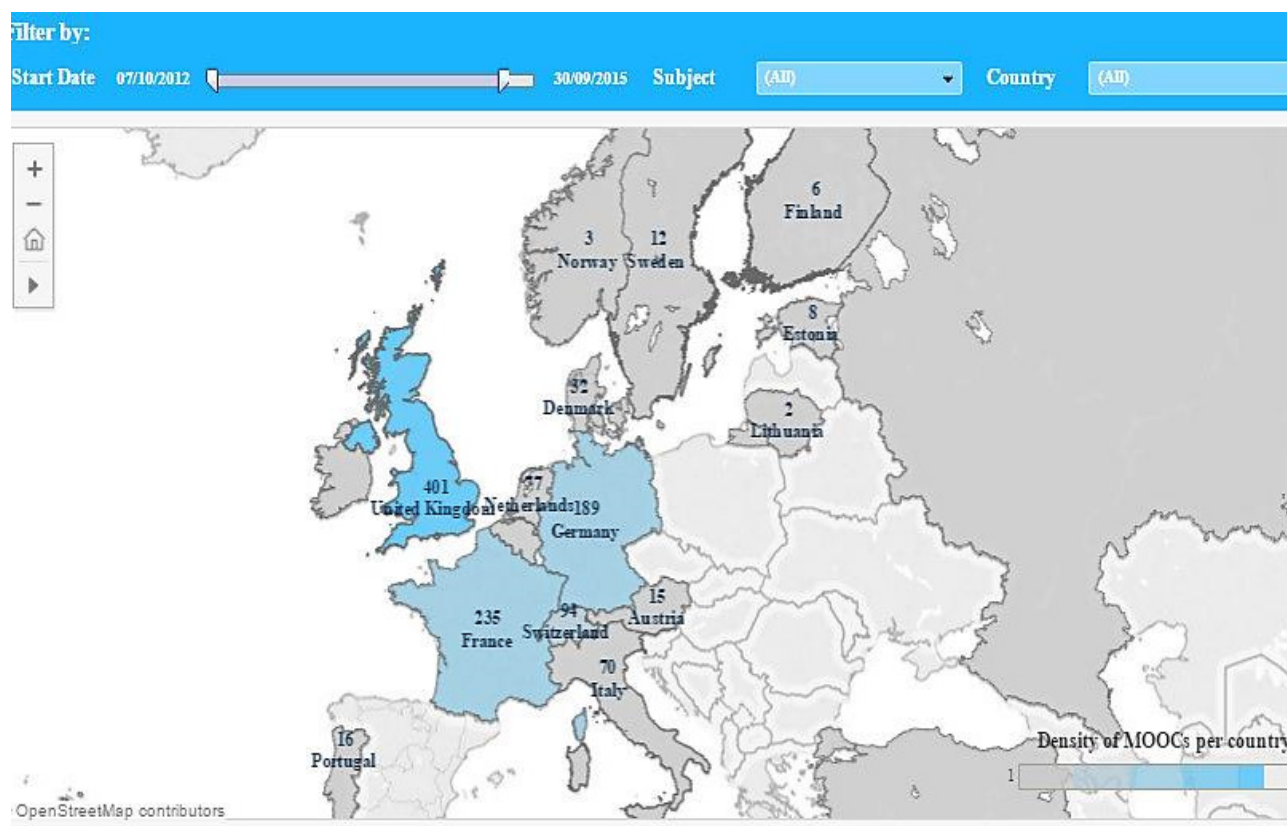 Filter by:
Start Date 07/10/2012 30/09/2015 Subject (All) Country (All)
+
−
6
Finland
3
Norway
12
Sweden
8
Estonia
Denmark
2
Lithuania
401
United Kingdom
Netherlands
189
Germany
15
Austria
235
France
94
Switzerland
70
Italy
16
Portugal
Density of MOOCs per country
1
OpenStreetMap contributors